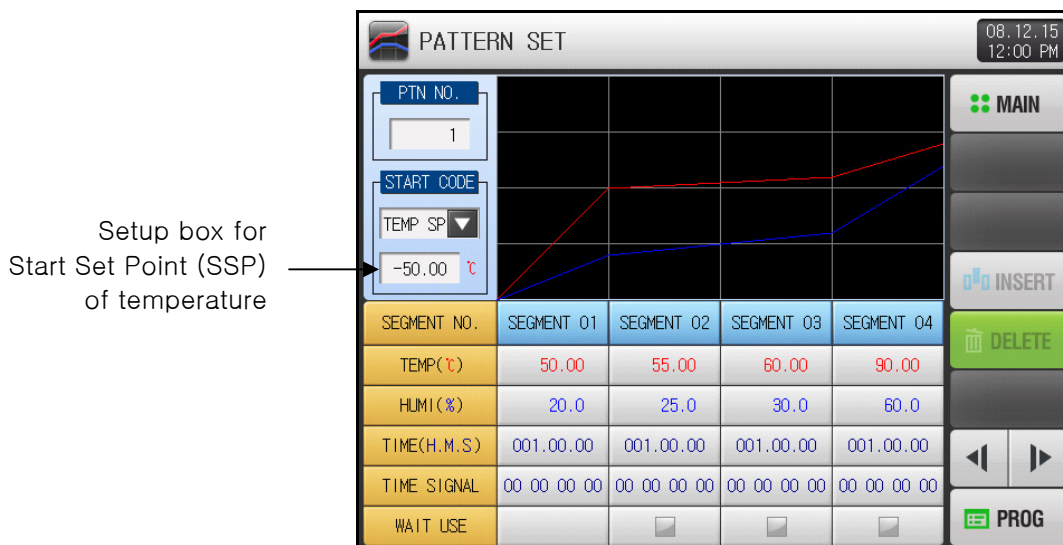 PATTERN SET
08.12.15
12:00 PM
PTN NO.
1
START CODE
TEMP SP
-50.00 ℃
Setup box for
Start Set Point (SSP)
of temperature
MAIN
INSERT
DELETE
PROG
SEGMENT NO. SEGMENT 01 SEGMENT 02 SEGMENT 03 SEGMENT 04
TEMP(℃) 50.00 55.00 60.00 90.00
HUMI(%) 20.0 25.0 30.0 60.0
TIME(H.M.S) 001.00.00 001.00.00 001.00.00 001.00.00
TIME SIGNAL 00 00 00 00 00 00 00 00 00 00 00 00 00 00 00 00
WAIT USE